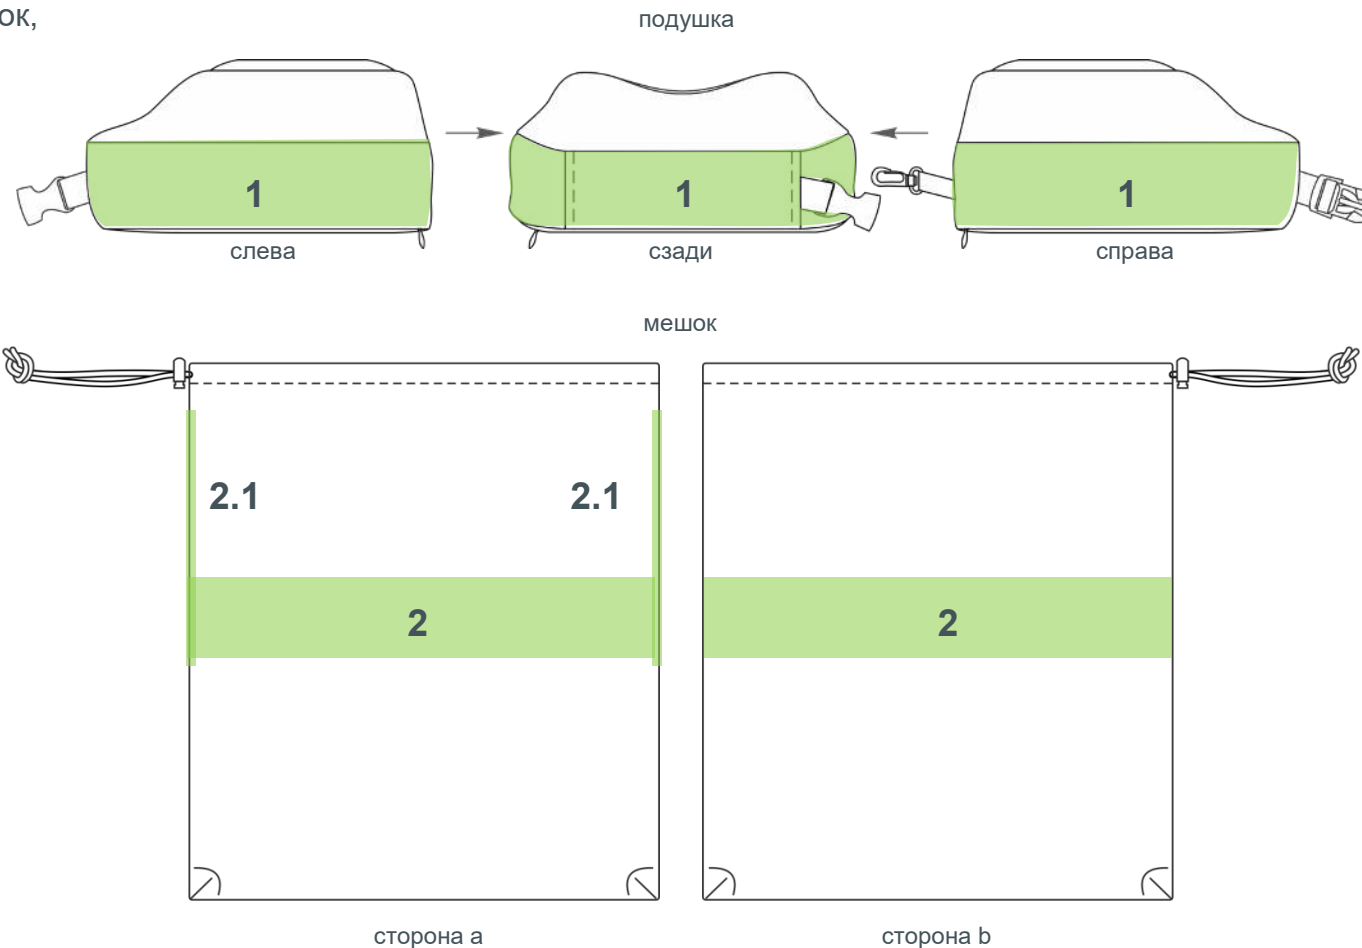 ок,
подушка
1 1 1
слева сзади справа
мешок
2.1 2.1
2 2
сторона a сторона b